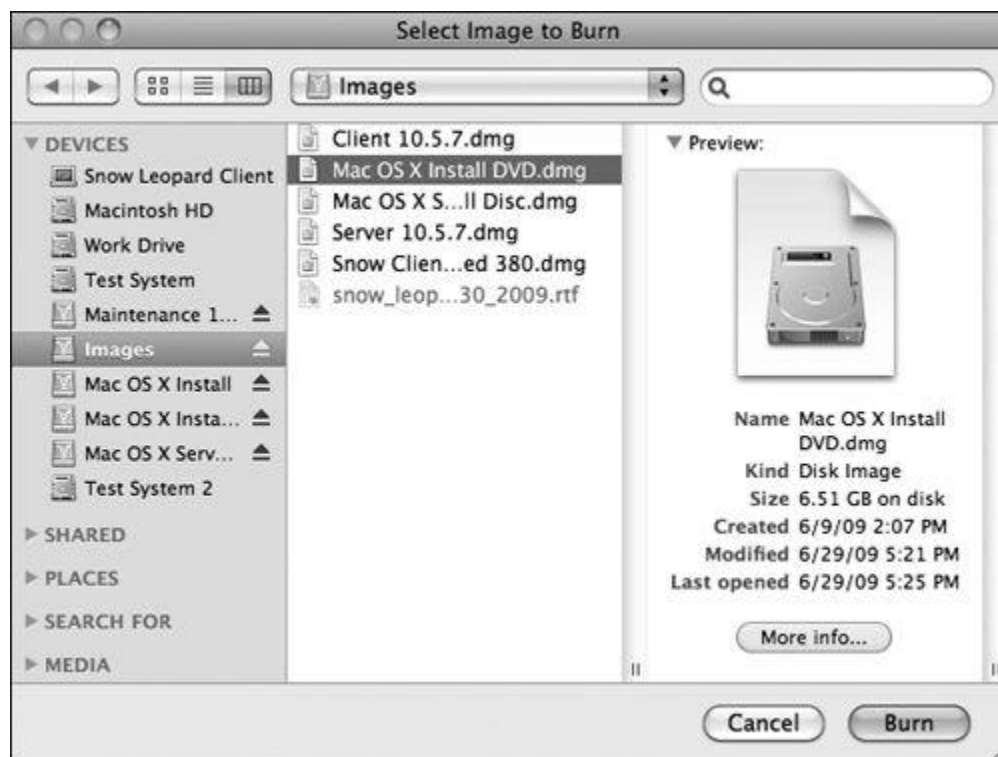 Select Image to Burn
Images
DEVICES
Snow Leopard Client
Macintosh HD
Work Drive
Test System
Maintenance 1...
Images
Mac OS X Install
Mac OS X Insta...
Mac OS X Serv...
Test System 2
SHARED
PLACES
SEARCH FOR
MEDIA
Client 10.5.7.dmg
Mac OS X Install DVD.dmg
Mac OS X S...ll Disc.dmg
Server 10.5.7.dmg
Snow Clien...ed 380.dmg
snow_leop...30_2009.rtf
Preview:
Name Mac OS X Install
DVD.dmg
Kind Disk Image
Size 6.51 GB on disk
Created 6/9/09 2:07 PM
Modified 6/29/09 5:21 PM
Last opened 6/29/09 5:25 PM
More info...
Cancel
Burn